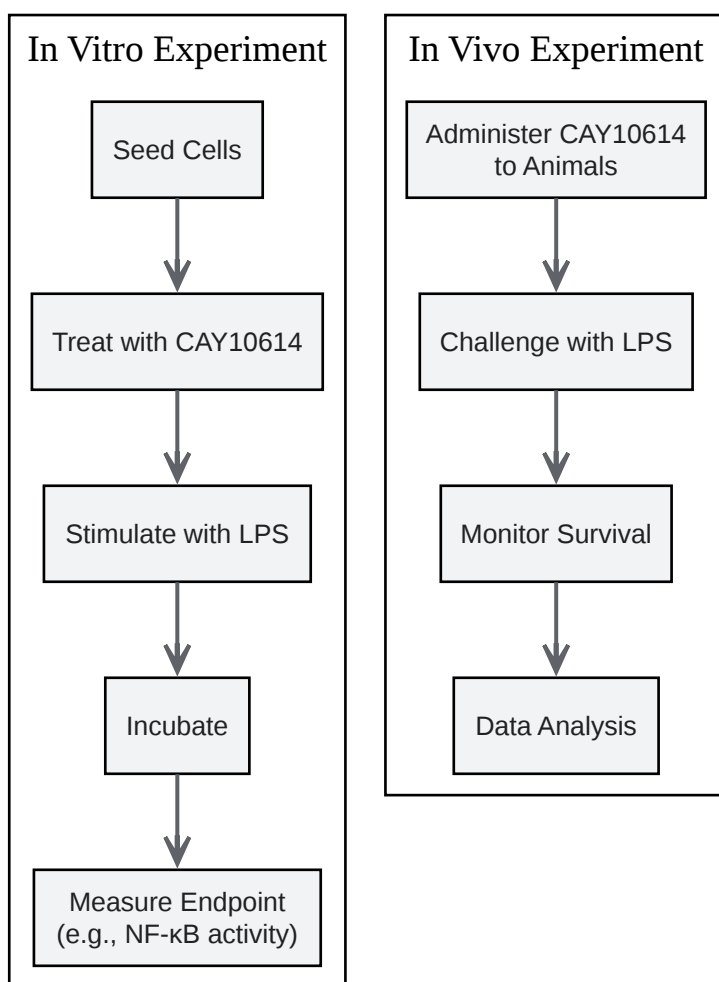 In Vitro Experiment
Seed Cells
Treat with CAY10614
Stimulate with LPS
Incubate
Measure Endpoint
(e.g., NF-κB activity)
In Vivo Experiment
Administer CAY10614
to Animals
Challenge with LPS
Monitor Survival
Data Analysis